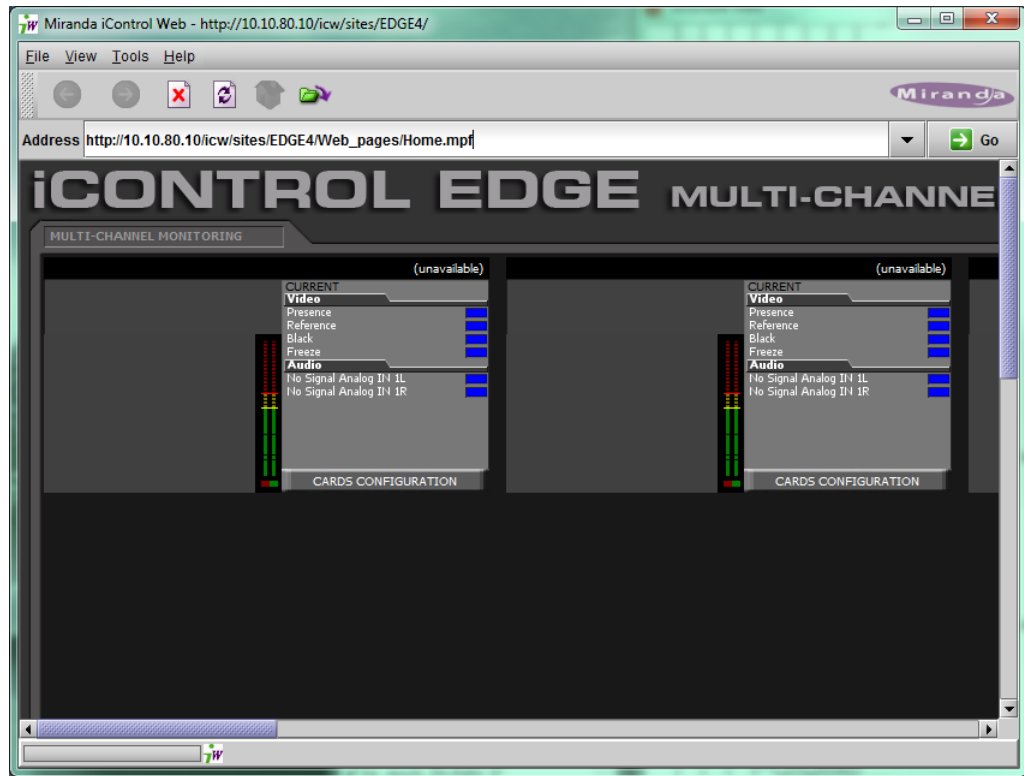 Miranda iControl Web - http://10.10.80.10/icw/sites/EDGE4/
File View Tools Help
Miranda
Address http://10.10.80.10/icw/sites/EDGE4/Web_pages/Home.mpf Go
iCONTROL EDGE MULTI-CHANNE
MULTI-CHANNEL MONITORING
(unavailable)
CURRENT
Video
Presence
Reference
Black
Freeze
Audio
No Signal Analog IN 1L
No Signal Analog IN 1R
CARDS CONFIGURATION
(unavailable)
CURRENT
Video
Presence
Reference
Black
Freeze
Audio
No Signal Analog IN 1L
No Signal Analog IN 1R
CARDS CONFIGURATION